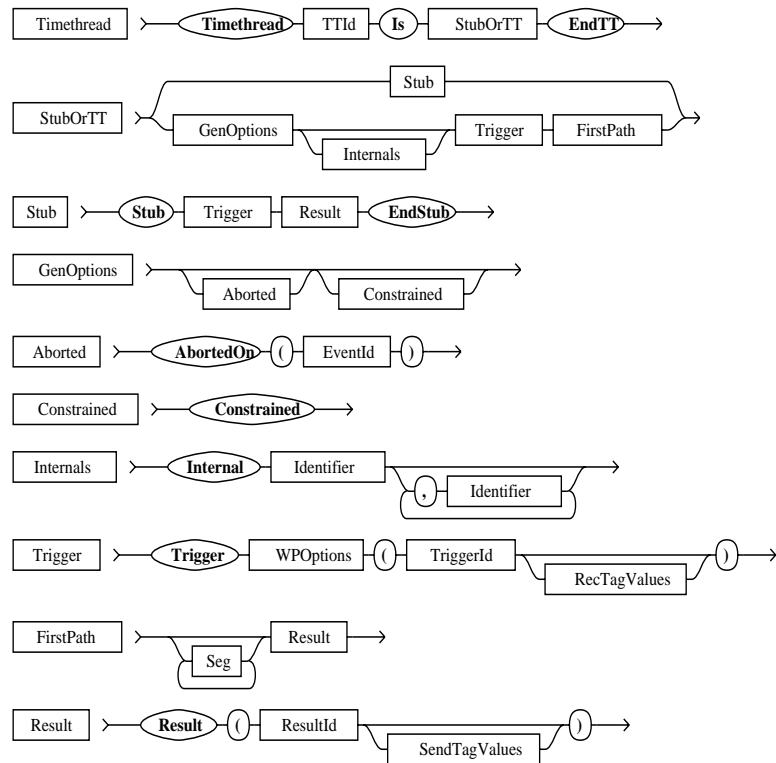 Timethread Timethread TTId Is StubOrTT EndTT
Stub
StubOrTT GenOptions Trigger FirstPath
Internals
Stub Stub Trigger Result EndStub
GenOptions
Aborted Constrained
Aborted AbortedOn ( EventId )
Constrained Constrained
Internals Internal Identifier
, Identifier
Trigger Trigger WPOptions ( TriggerId )
RecTagValues
FirstPath Result
Seg
Result Result ( ResultId )
SendTagValues